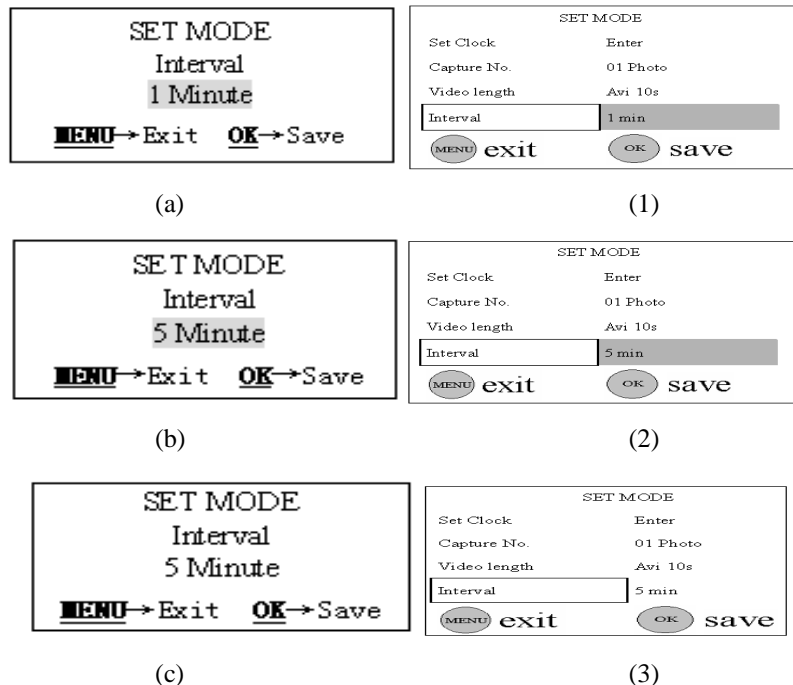 SET MODE
Interval
1 Minute
MENU→Exit OK→Save
(a)
SET MODE
Set Clock Enter
Capture No. 01 Photo
Video length Avi 10s
Interval 1 min
MENU exit OK save
(1)
SET MODE
Interval
5 Minute
MENU→Exit OK→Save
(b)
SET MODE
Set Clock Enter
Capture No. 01 Photo
Video length Avi 10s
Interval 5 min
MENU exit OK save
(2)
SET MODE
Interval
5 Minute
MENU→Exit OK→Save
(c)
SET MODE
Set Clock Enter
Capture No. 01 Photo
Video length Avi 10s
Interval 5 min
MENU exit OK save
(3)